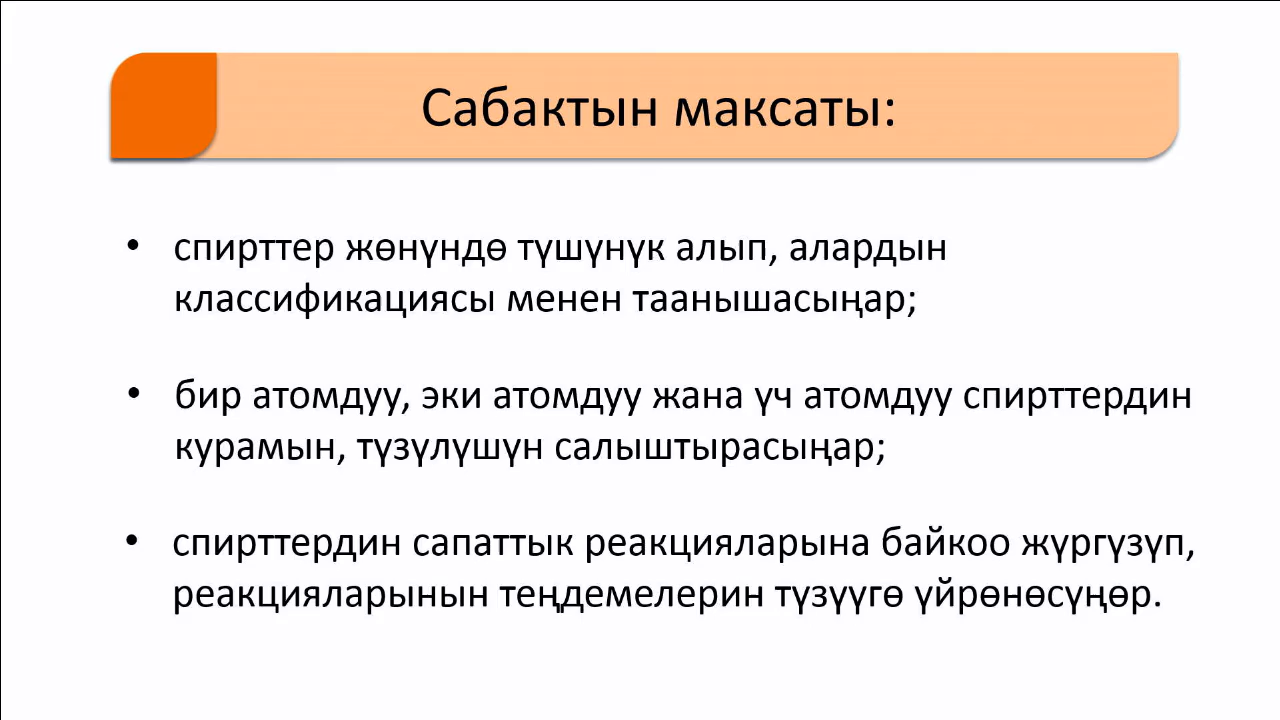 Сабактын максаты:
• спирттер жөнүндө түшүнүк алып, алардын
классификациясы менен таанышасыңар;
• бир атомдуу, эки атомдуу жана үч атомдуу спирттердин
курамын, түзүлүшүн салыштырасыңар;
• спирттердин сапаттык реакцияларына байкоо жүргүзүп,
реакцияларынын теңдемелерин түзүүгө үйрөнөсүңөр.